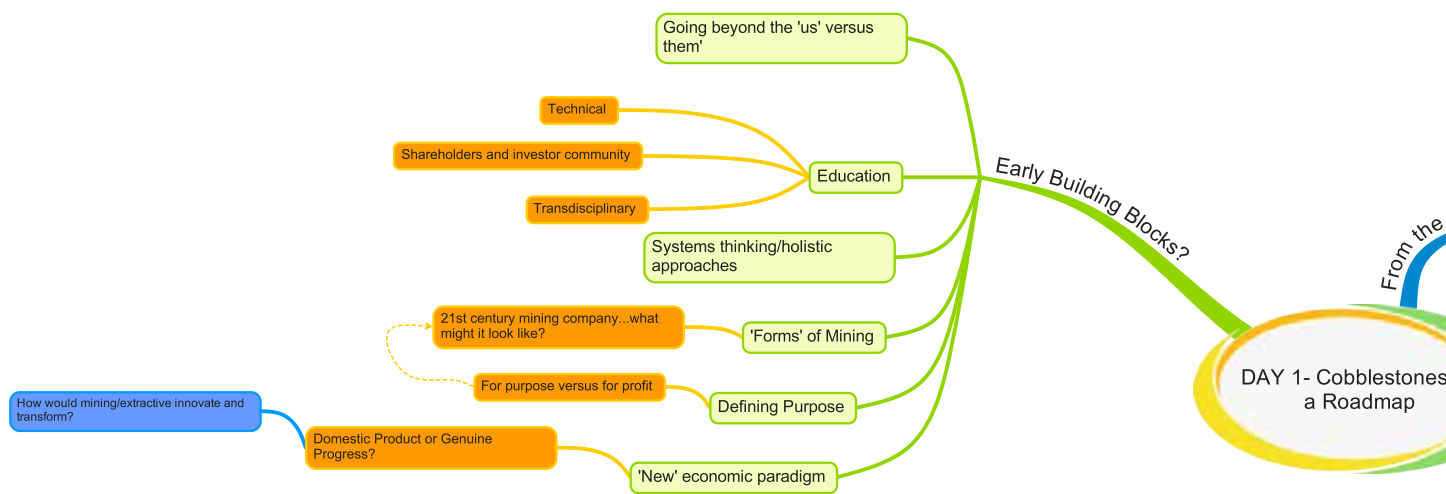 Going beyond the 'us' versus
them'
Technical
Shareholders and investor community
Education
Transdisciplinary
Early Building Blocks?
From the
Systems thinking/holistic
approaches
21st century mining company...what
might it look like?
'Forms' of Mining
For purpose versus for profit
Defining Purpose
DAY 1- Cobblestones
a Roadmap
How would mining/extractive innovate and
transform?
Domestic Product or Genuine
Progress?
'New' economic paradigm